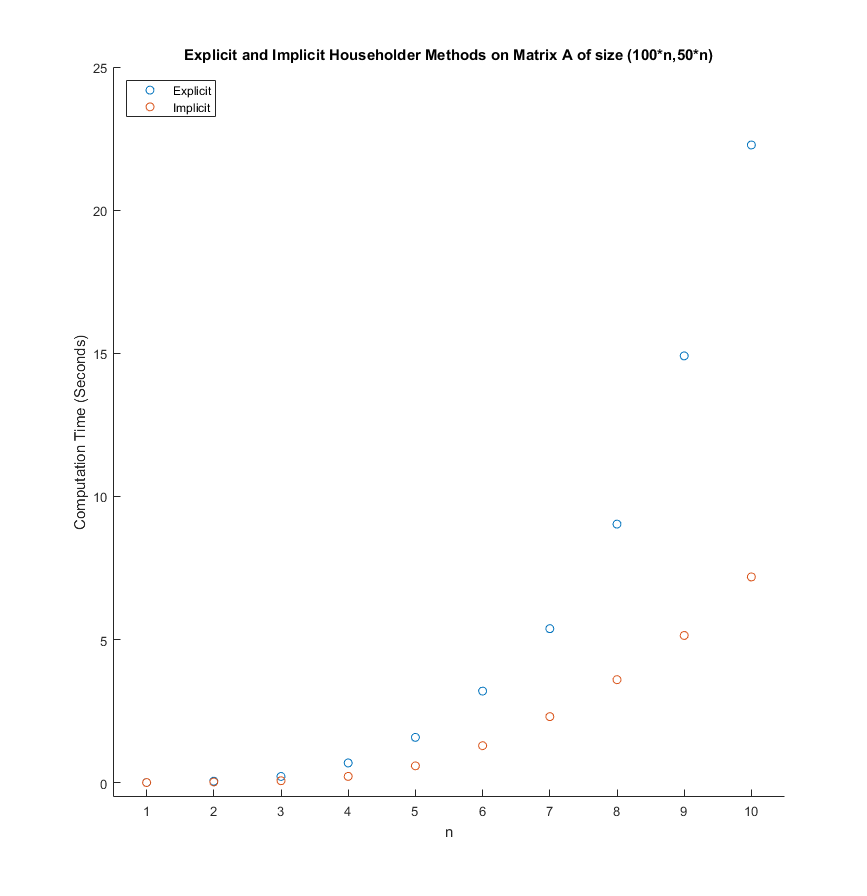 Explicit and Implicit Householder Methods on Matrix A of size (100*n,50*n)
25
Explicit
Implicit
20
15
Computation Time (Seconds)
10
5
0
1 2 3 4 5 6 7 8 9 10
n